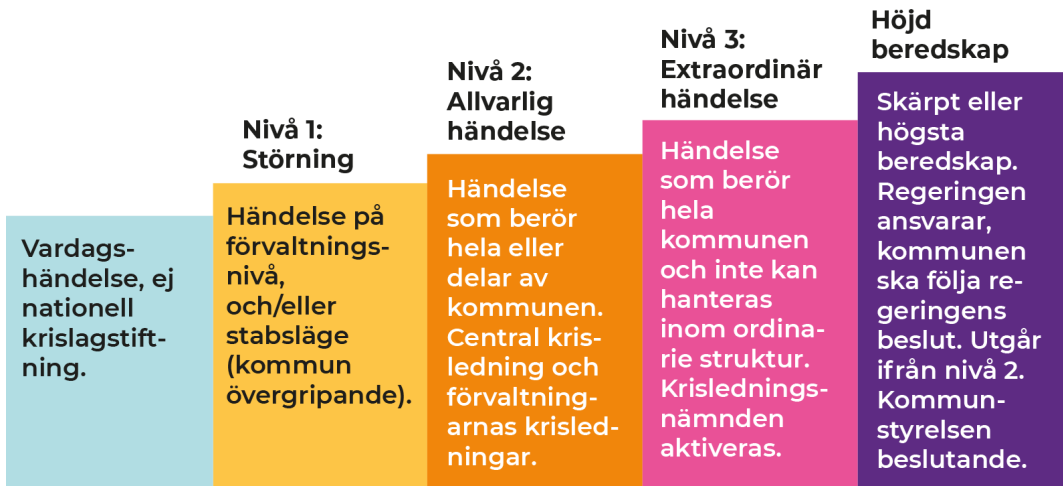 Vardags-
händelse, ej
nationell
krislagstift-
ning.
Nivå 1:
Störning
Händelse på
förvaltnings-
nivå,
och/eller
stabsläge
(kommun
övergripande).
Nivå 2:
Allvarlig
händelse
Händelse
som berör
hela eller
delar av
kommunen.
Central kris-
ledning och
förvaltning-
arnas krisled-
ningar.
Nivå 3:
Extraordinär
händelse
Händelse
som berör
hela
kommunen
och inte kan
hanteras
inom ordina-
rie struktur.
Krislednings-
nämnden
aktiveras.
Höjd
beredskap
Skärpt eller
högsta
beredskap.
Regeringen
ansvarar,
kommunen
ska följa re-
geringens
beslut. Utgår
ifrån nivå 2.
Kommun-
styrelsen
beslutande.